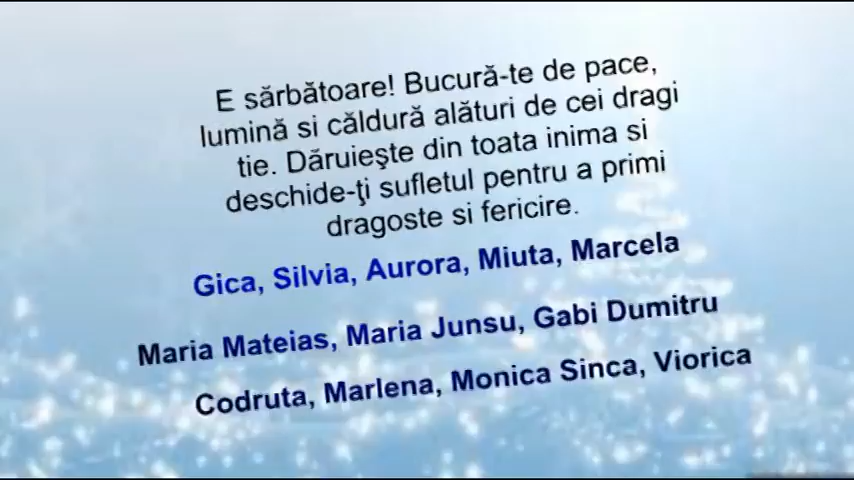 E sărbătoare! Bucură-te de pace,
lumină si căldură alături de cei dragi
tie. Dăruieşte din toata inima si
deschide-ţi sufletul pentru a primi
dragoste si fericire.
Gica, Silvia, Aurora, Miuta, Marcela
Maria Mateias, Maria Junsu, Gabi Dumitru
Codruta, Marlena, Monica Sinca, Viorica